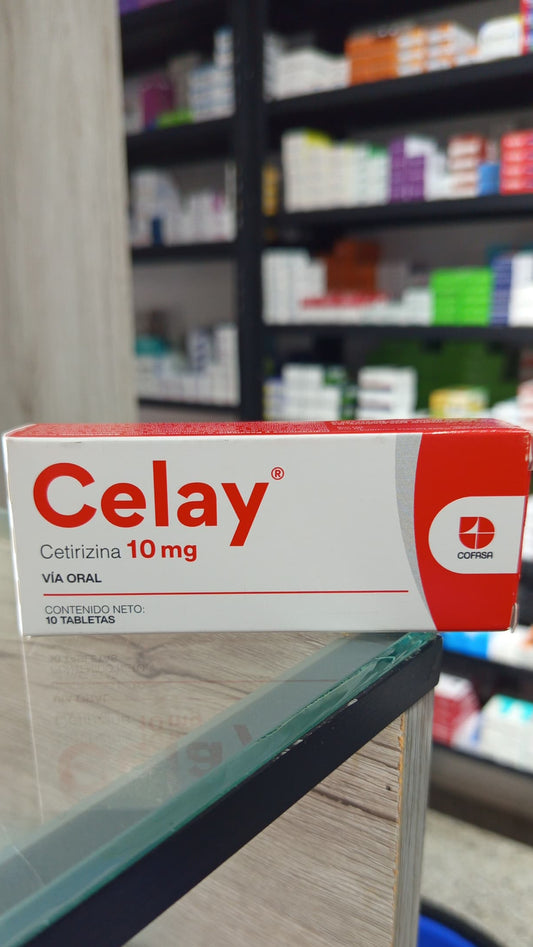 Celay®
Cetirizina 10 mg
VÍA ORAL
CONTENIDO NETO:
10 TABLETAS
COFASA